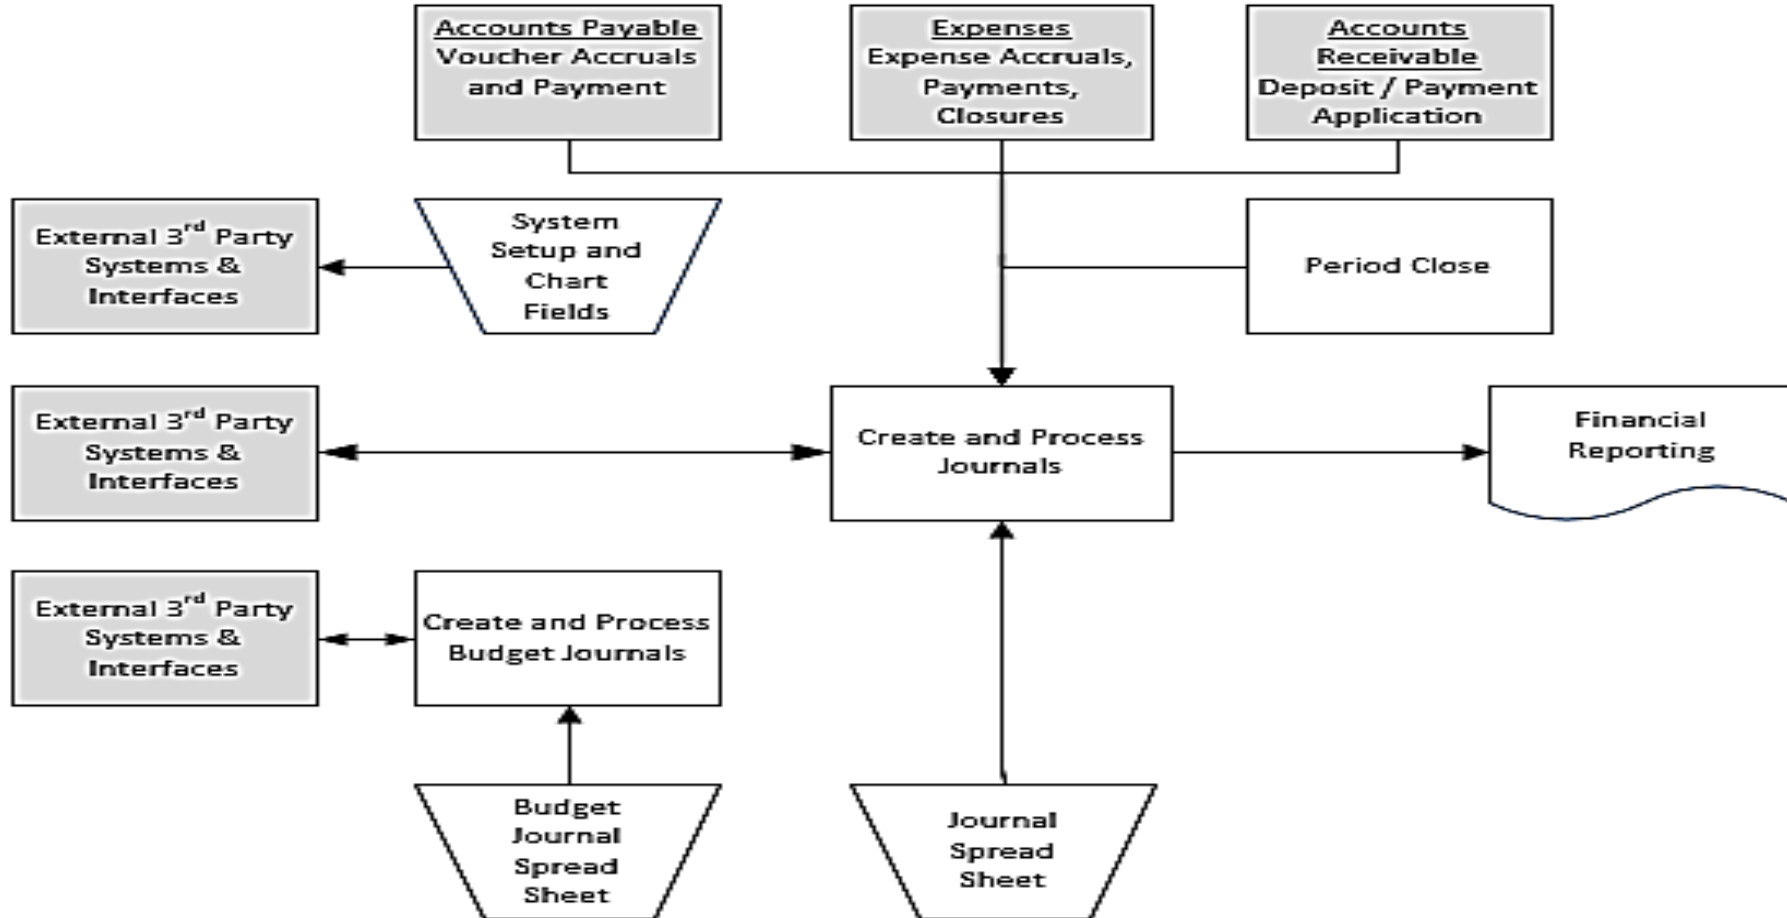 Accounts Payable
Voucher Accruals
and Payment
Expenses
Expense Accruals,
Payments,
Closures
Accounts
Receivable
Deposit / Payment
Application
External 3rd Party
Systems &
Interfaces
System
Setup and
Chart
Fields
Period Close
External 3rd Party
Systems &
Interfaces
Create and Process
Journals
Financial
Reporting
External 3rd Party
Systems &
Interfaces
Create and Process
Budget Journals
Budget
Journal
Spread
Sheet
Journal
Spread
Sheet